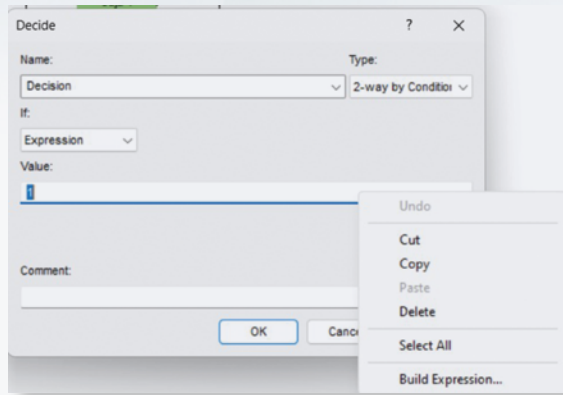 Decide ? ×
Name: Type:
Decision 2-way by Conditio
If:
Expression
Value:
1
Undo
Cut
Copy
Paste
Comment:
Delete
OK Cance
Select All
Build Expression...